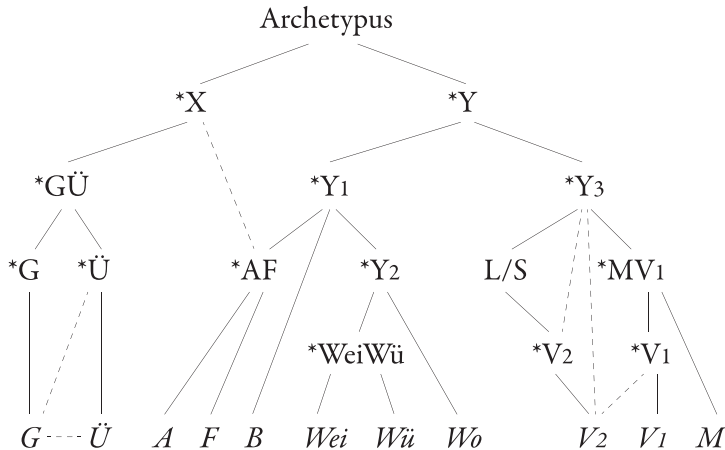 Archetypus
*X *Y
*GÜ *Y1 *Y3
*G *Ü *AF *Y2 L/S *MV1
*WeiWü *V2 *V1
G Ü A F B Wei Wü Wo V2 V1 M